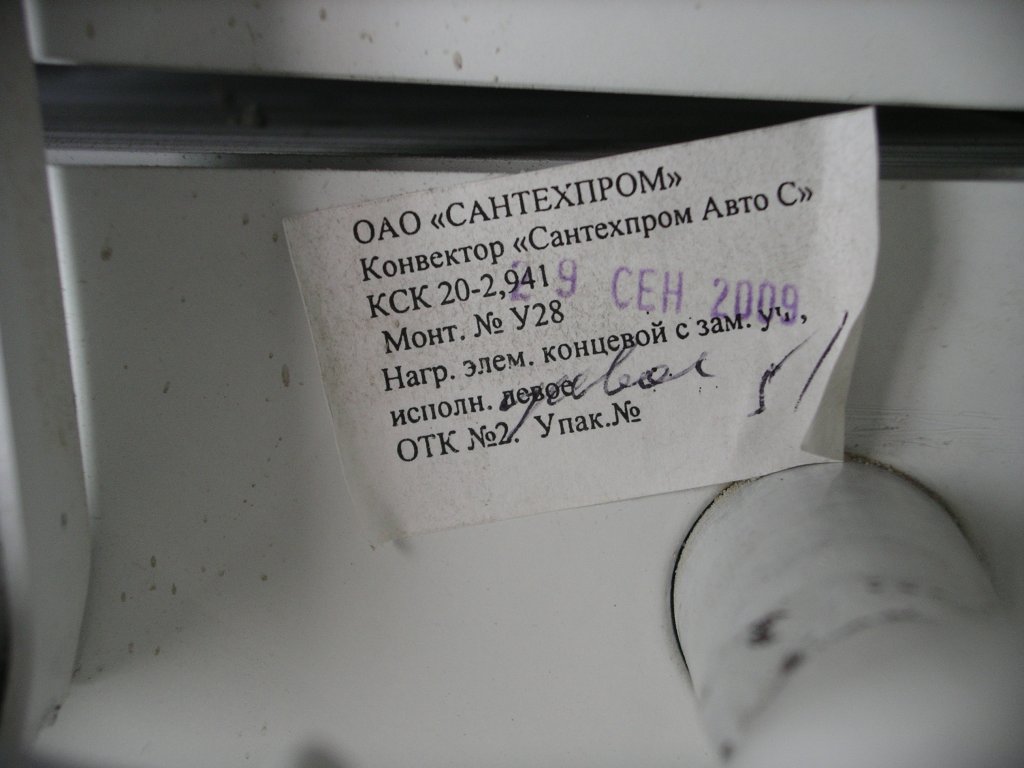 ОАО «САНТЕХПРОМ»
Конвектор «Сантехпром Авто С»
КСК 20-2,941
29 СЕН 2009
Монт. № У28
Нагр. элем. концевой с зам. уч,,
исполн. левое
ОТК №2. Упак.№